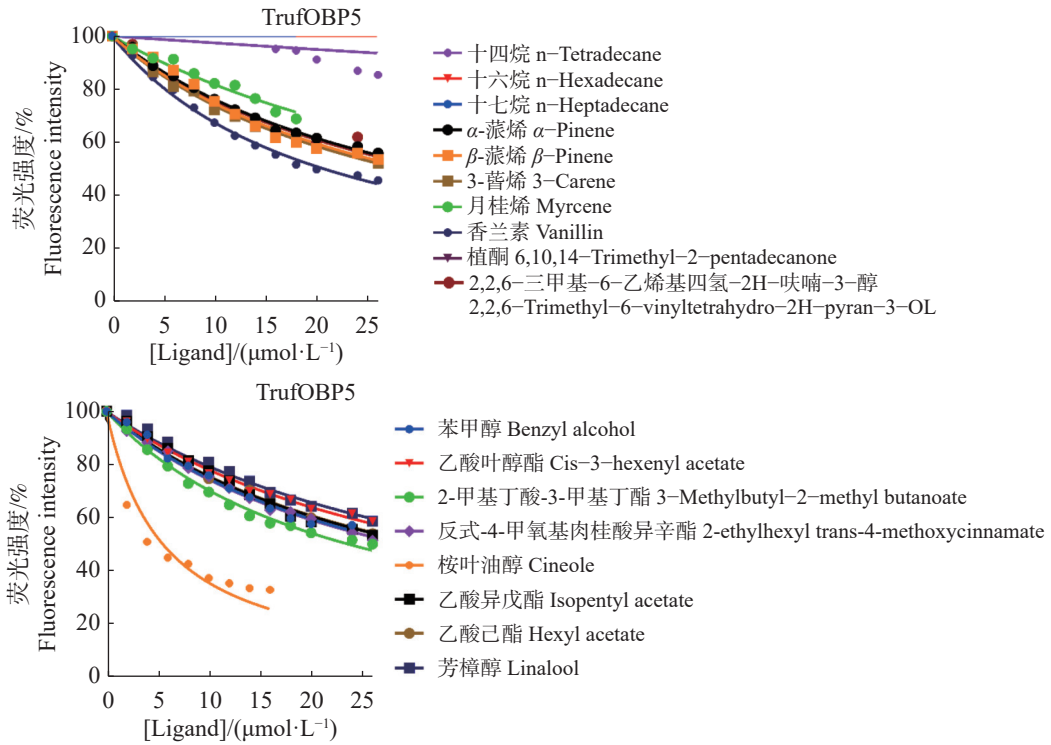 TrufOBP5
荧光强度/%
Fluorescence intensity
100
80
60
40
20
0
0 5 10 15 20 25
[Ligand]/(μmol·L⁻¹)
十四烷 n-Tetradecane
十六烷 n-Hexadecane
十七烷 n-Heptadecane
α-蒎烯 α-Pinene
β-蒎烯 β-Pinene
3-蒈烯 3-Carene
月桂烯 Myrcene
香兰素 Vanillin
植酮 6,10,14-Trimethyl-2-pentadecanone
2,2,6-三甲基-6-乙烯基四氢-2H-呋喃-3-醇
2,2,6-Trimethyl-6-vinyltetrahydro-2H-pyran-3-OL
TrufOBP5
荧光强度/%
Fluorescence intensity
100
80
60
40
20
0
0 5 10 15 20 25
[Ligand]/(μmol·L⁻¹)
苯甲醇 Benzyl alcohol
乙酸叶醇酯 Cis-3-hexenyl acetate
2-甲基丁酸-3-甲基丁酯 3-Methylbutyl-2-methyl butanoate
反式-4-甲氧基肉桂酸异辛酯 2-ethylhexyl trans-4-methoxycinnamate
桉叶油醇 Cineole
乙酸异戊酯 Isopentyl acetate
乙酸己酯 Hexyl acetate
芳樟醇 Linalool